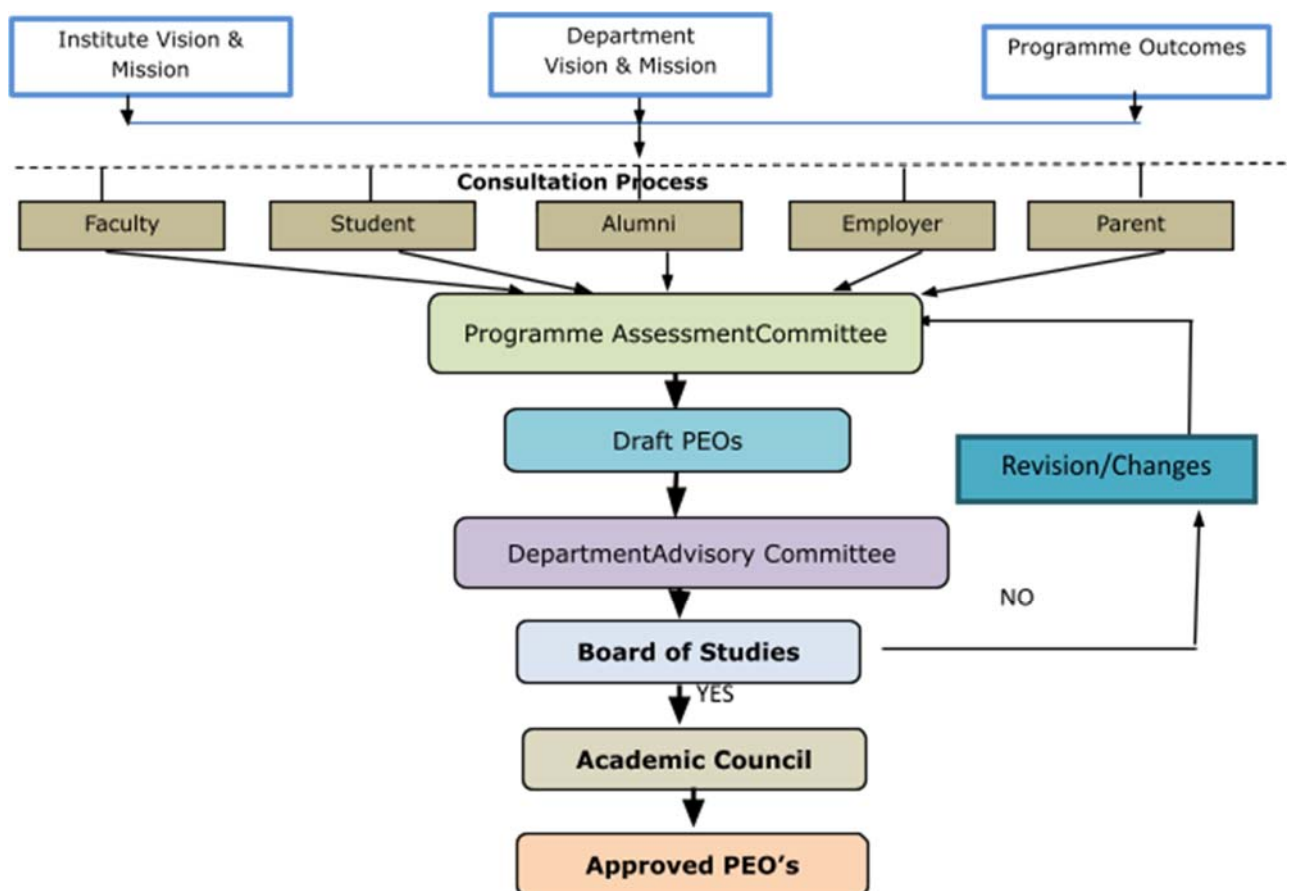 Institute Vision &
Mission
Department
Vision & Mission
Programme Outcomes
Consultation Process
Faculty
Student
Alumni
Employer
Parent
Programme AssessmentCommittee
Draft PEOs
Revision/Changes
DepartmentAdvisory Committee
NO
Board of Studies
YES
Academic Council
Approved PEO’s